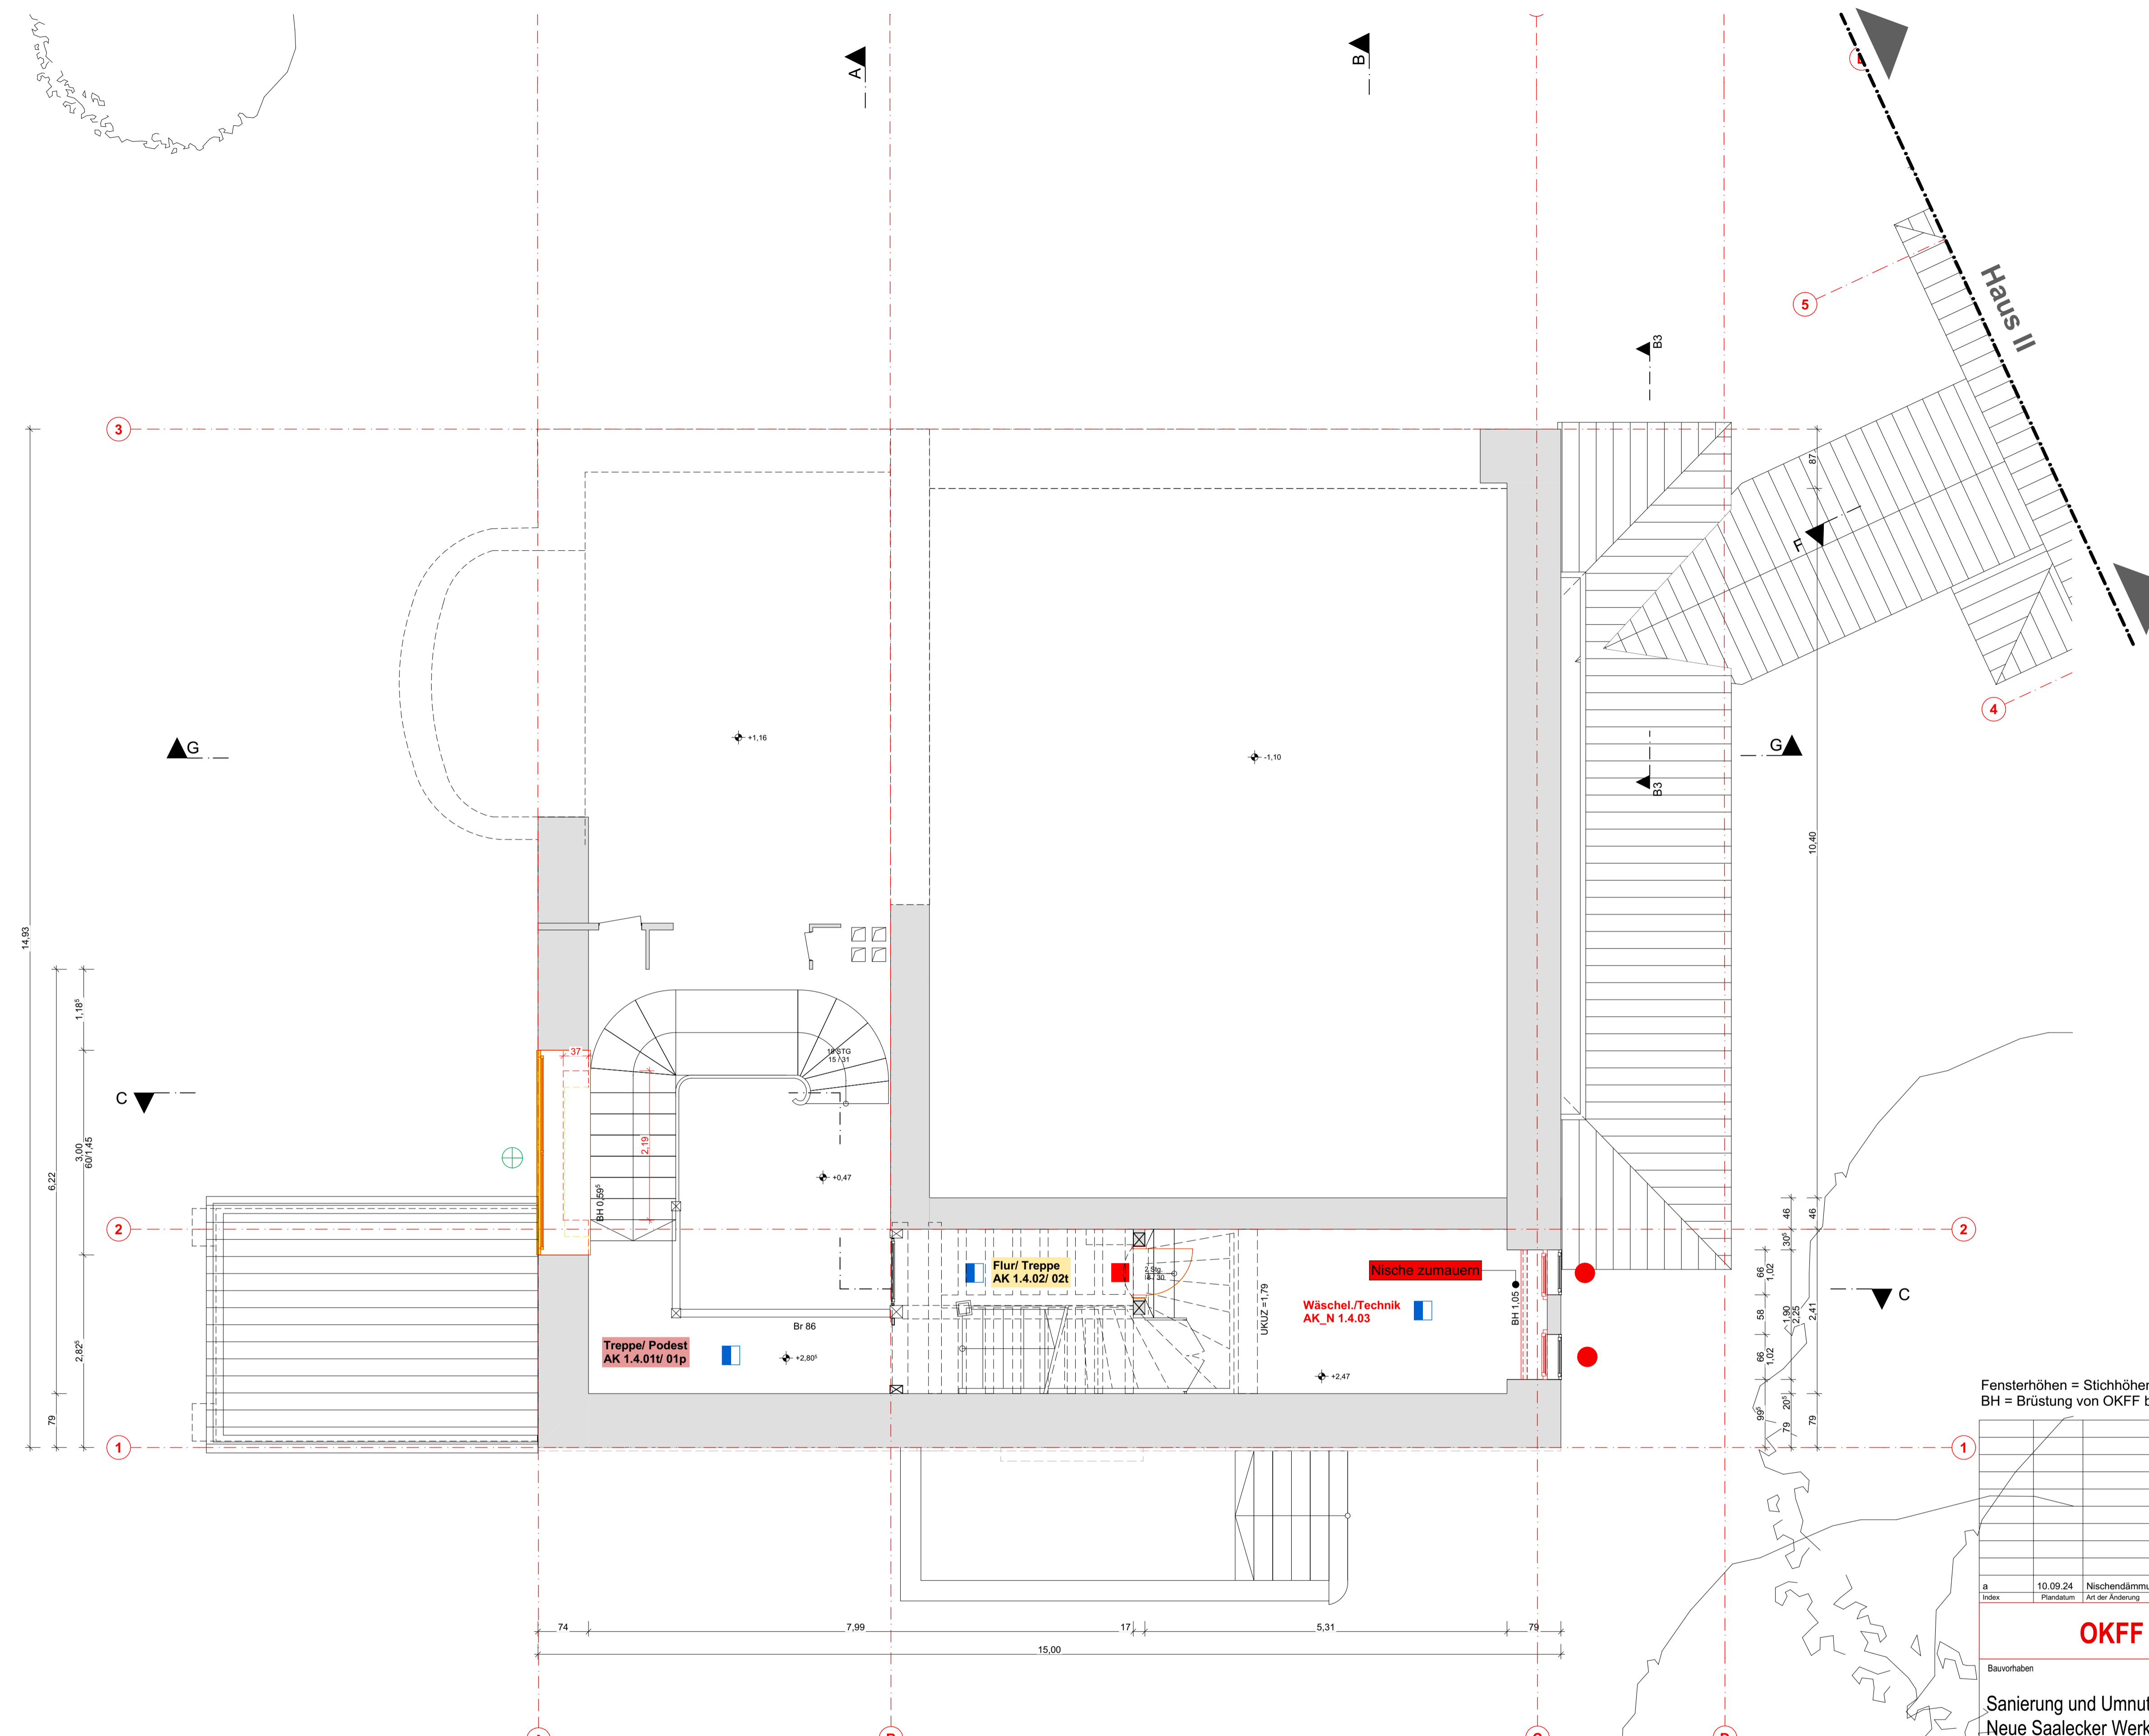 A
B
Haus II
5
B3
3
87
F
4
+1,16
-1,10
G
G
B3
10,40
14,93
1,18⁵
37
15 / 31
C
3,00
60/1,45
2,19
6,22
BH 0,59⁵
+0,47
46
46
2
2
30⁵
Flur/ Treppe
AK 1.4.02/ 02t
2 Stg.
Nische zumauern
66
1,02
UKUZ =1,79
Wäschel./Technik
AK_N 1.4.03
BH 1,05
58
1,90
2,25
2,41
C
Br 86
2,82⁵
Treppe/ Podest
AK 1.4.01t/ 01p
+2,80⁵
66
1,02
+2,47
Fensterhöhen = Stichhöhen
BH = Brüstung von OKFF
79
99⁵
20⁵
79
79
1
1
a
10.09.24
Index
Plandatum
Art der Änderung
74
7,99
17
5,31
79
15,00
OKFF
Bauvorhaben
Sanierung und
Neue Saalecker